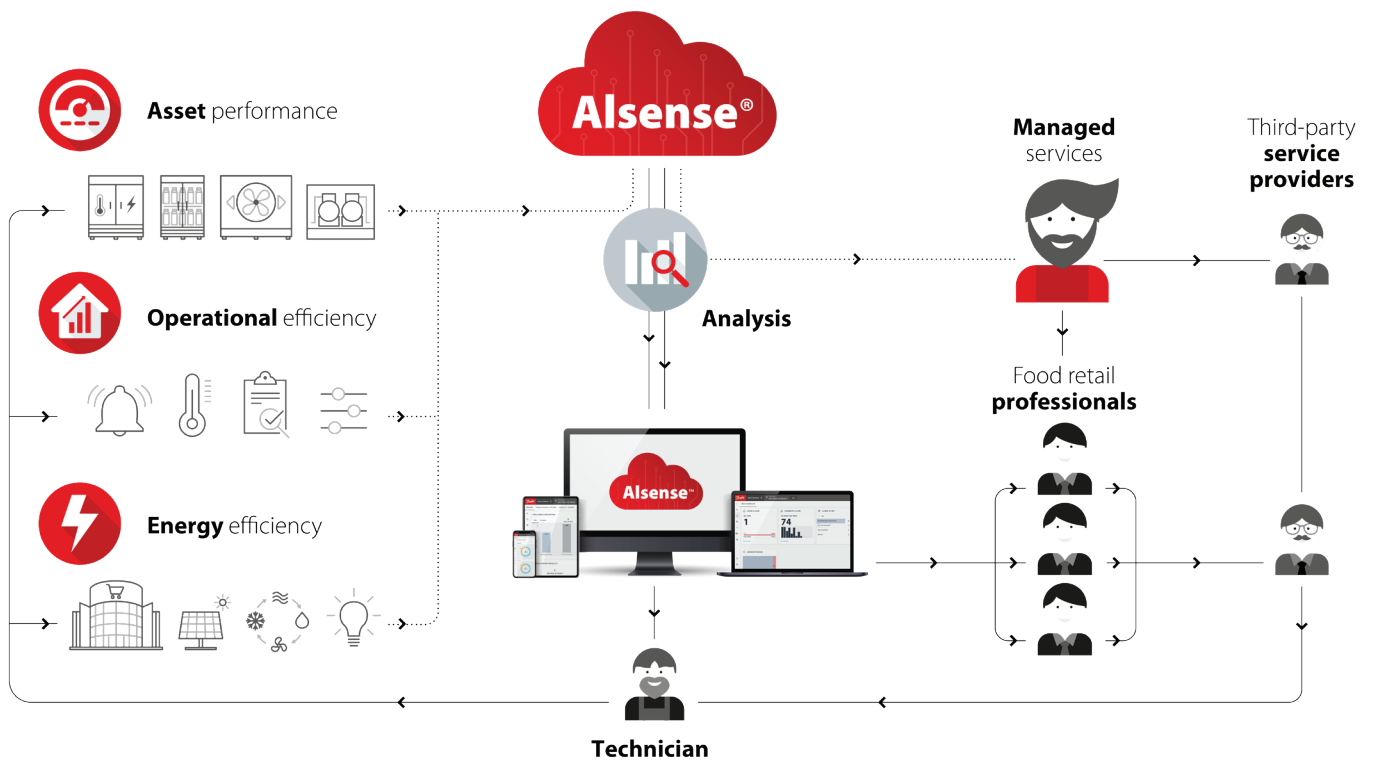 Alsense®
Asset performance
Managed
services
Third-party
service
providers
Operational efficiency
Analysis
Food retail
professionals
Alsense™
Energy efficiency
1
74
Technician